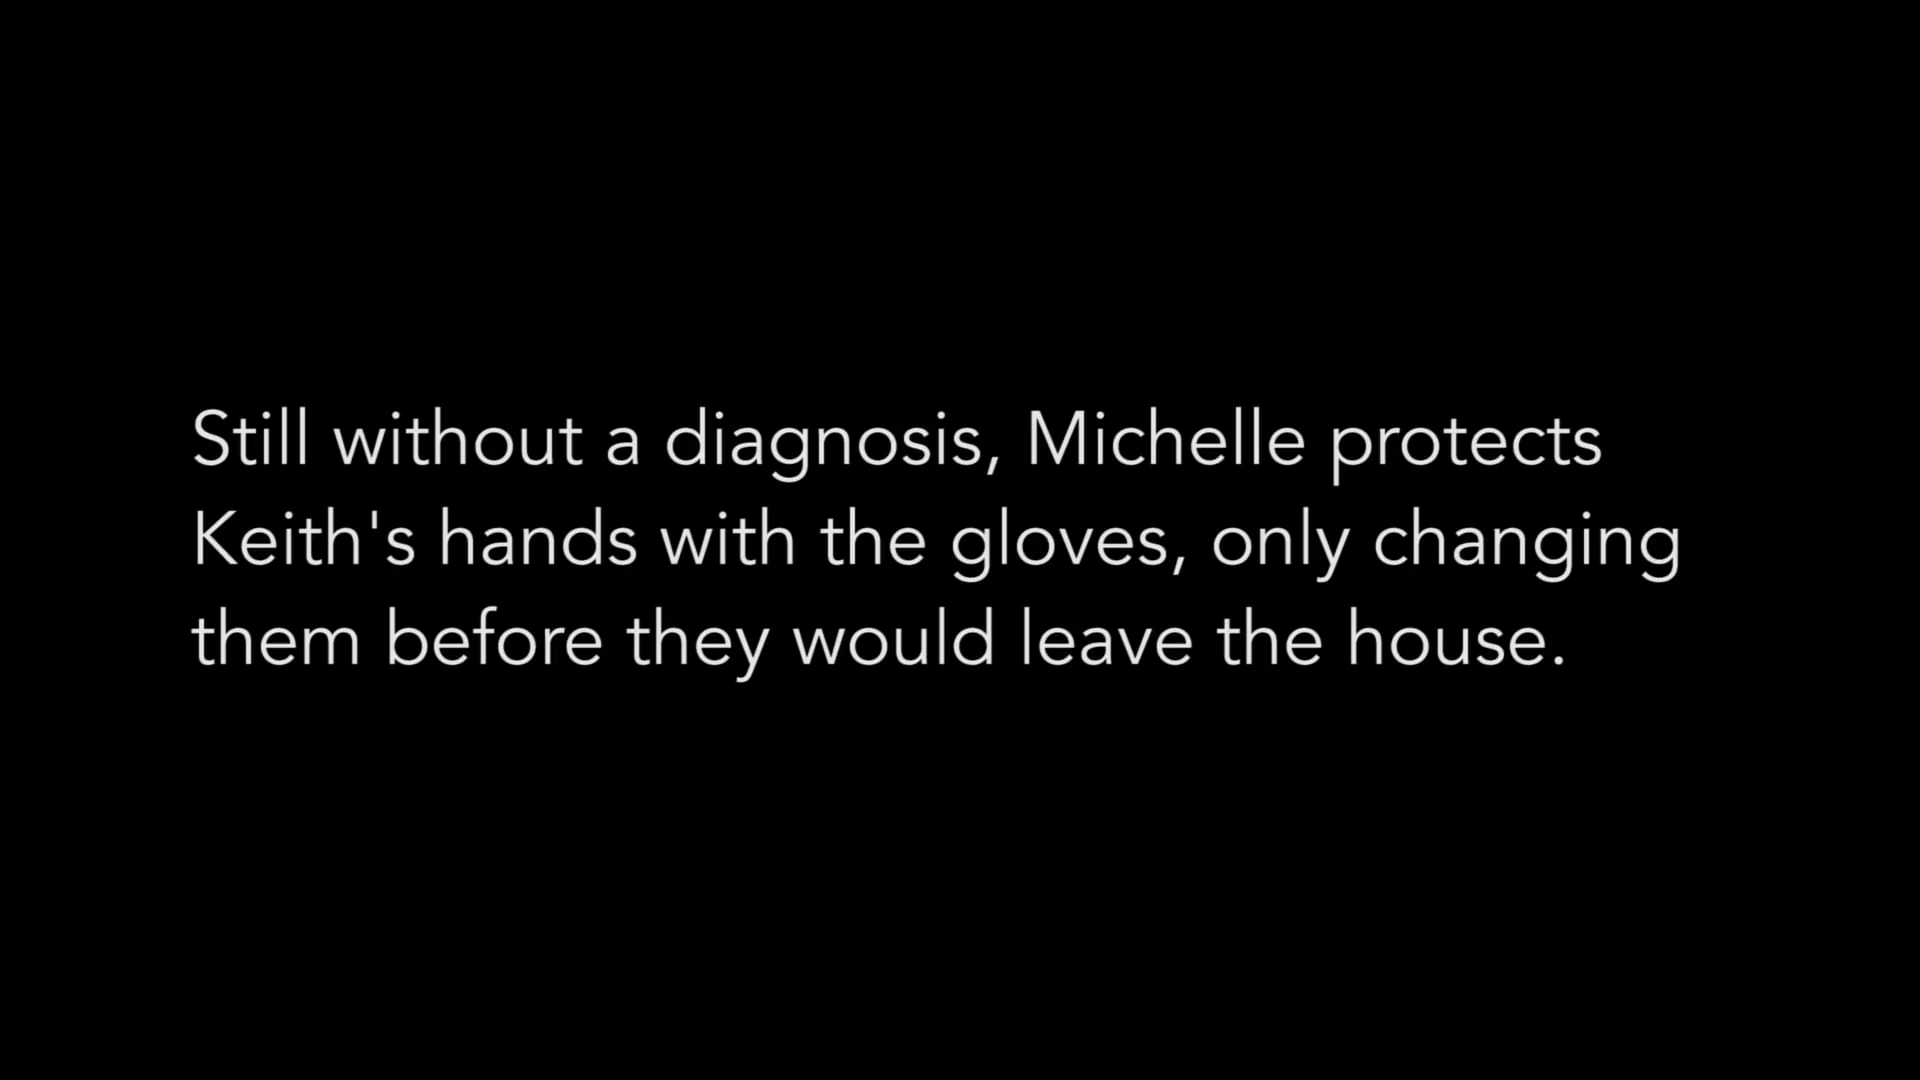 Still without a diagnosis, Michelle protects
Keith's hands with the gloves, only changing
them before they would leave the house.